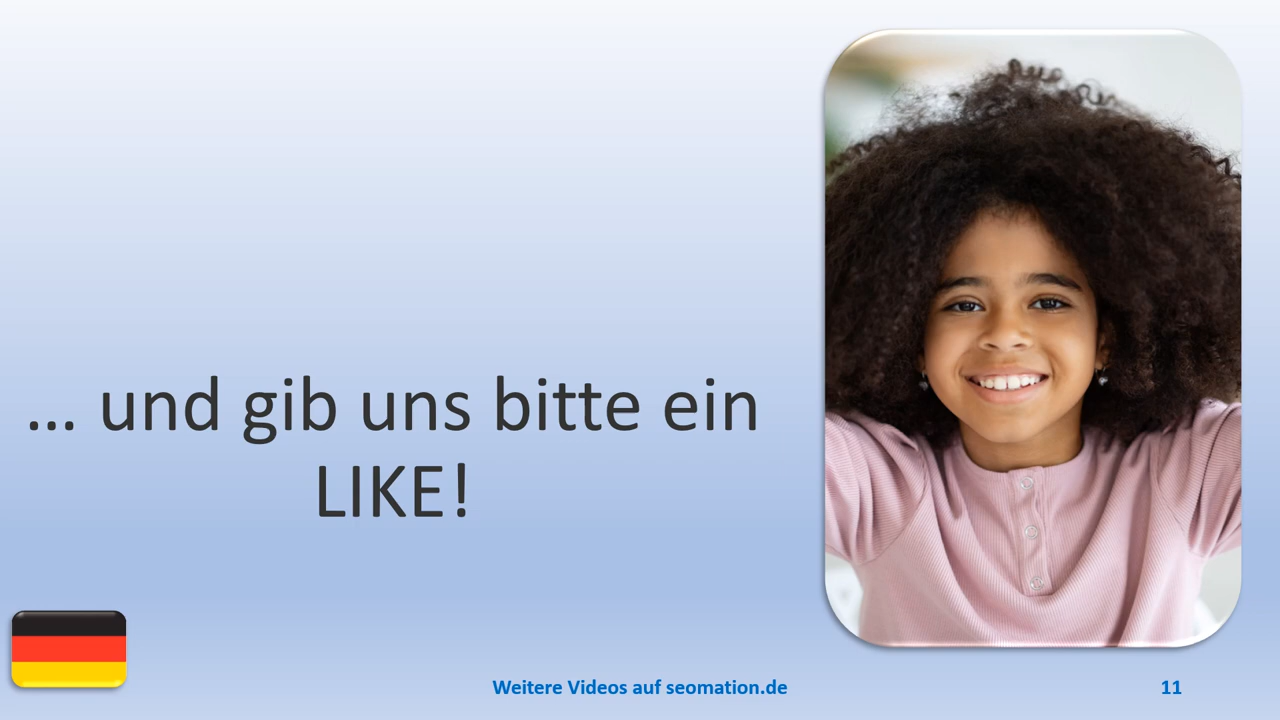 ... und gib uns bitte ein
LIKE!
Weitere Videos auf seomation.de
11